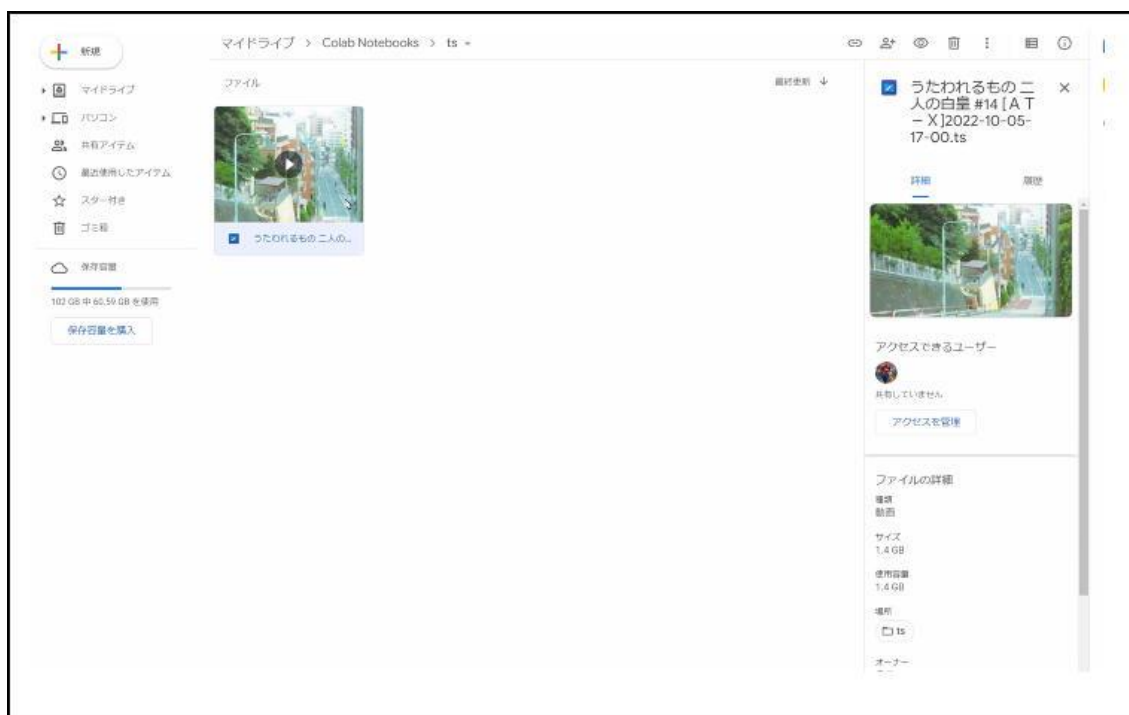 新規
マイドライブ
パソコン
共有アイテム
最近使用したアイテム
スター付き
ゴミ箱
保存容量
102 GB 中 60.59 GB を使用
保存容量を購入
マイドライブ > Colab Notebooks > ts
ファイル
最終更新
うたわれるもの 二人の...
うたわれるもの 二
人の白皇 #14 [ A T
– X ]2022-10-05-
17-00.ts
詳細
履歴
アクセスできるユーザー
共有していません
アクセスを管理
ファイルの詳細
種類
動画
サイズ
1.4 GB
使用容量
1.4 GB
場所
ts
オーナー